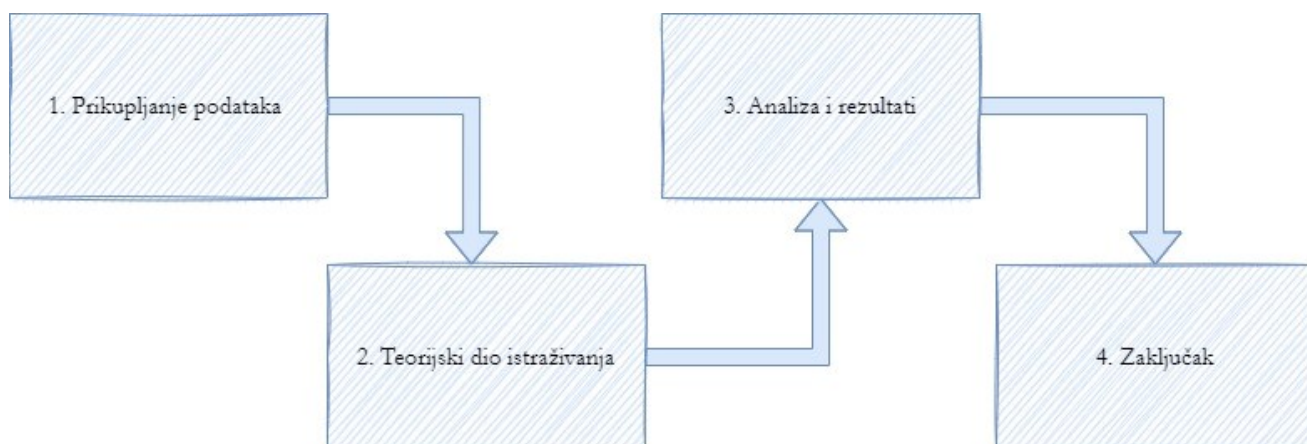 1. Prikupljanje podataka
2. Teorijski dio istraživanja
3. Analiza i rezultati
4. Zaključak